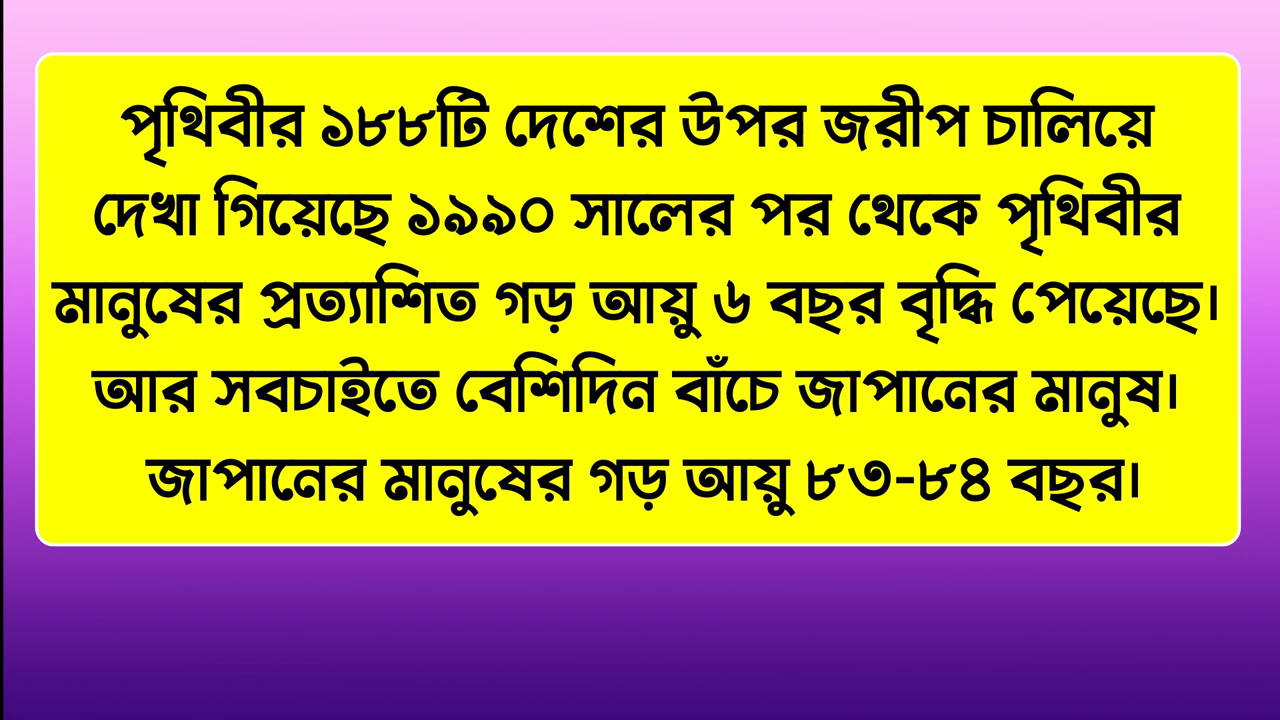 পৃথিবীর ১৮৮টি দেশের উপর জরীপ চালিয়ে
দেখা গিয়েছে ১৯৯০ সালের পর থেকে পৃথিবীর
মানুষের প্রত্যাশিত গড় আয়ু ৬ বছর বৃদ্ধি পেয়েছে।
আর সবচাইতে বেশিদিন বাঁচে জাপানের মানুষ।
জাপানের মানুষের গড় আয়ু ৮৩-৮৪ বছর।